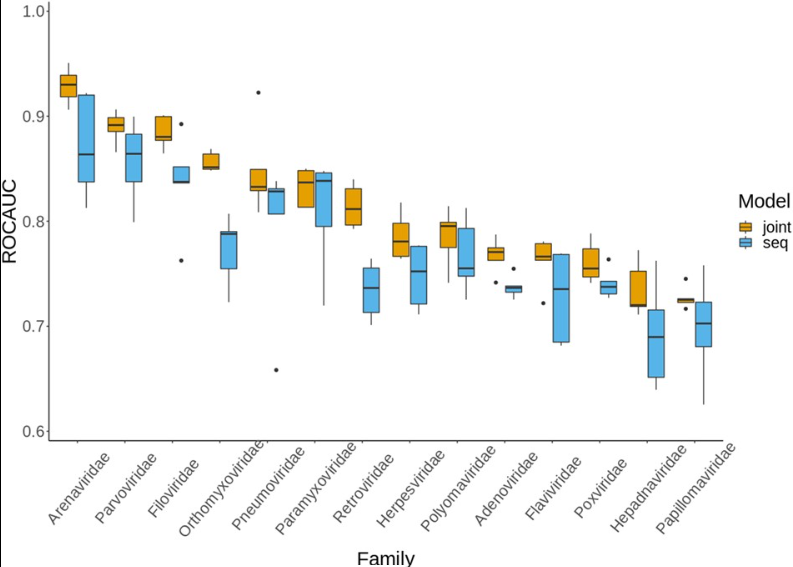 1.0
0.9
0.8
0.7
0.6
ROCAUC
Arenaviridae
Parvoviridae
Filoviridae
Orthomyxoviridae
Pneumoviridae
Paramyxoviridae
Retroviridae
Herpesviridae
Polyomaviridae
Adenoviridae
Flaviviridae
Poxviridae
Hepadnaviridae
Papillomaviridae
Family
Model
joint
seq